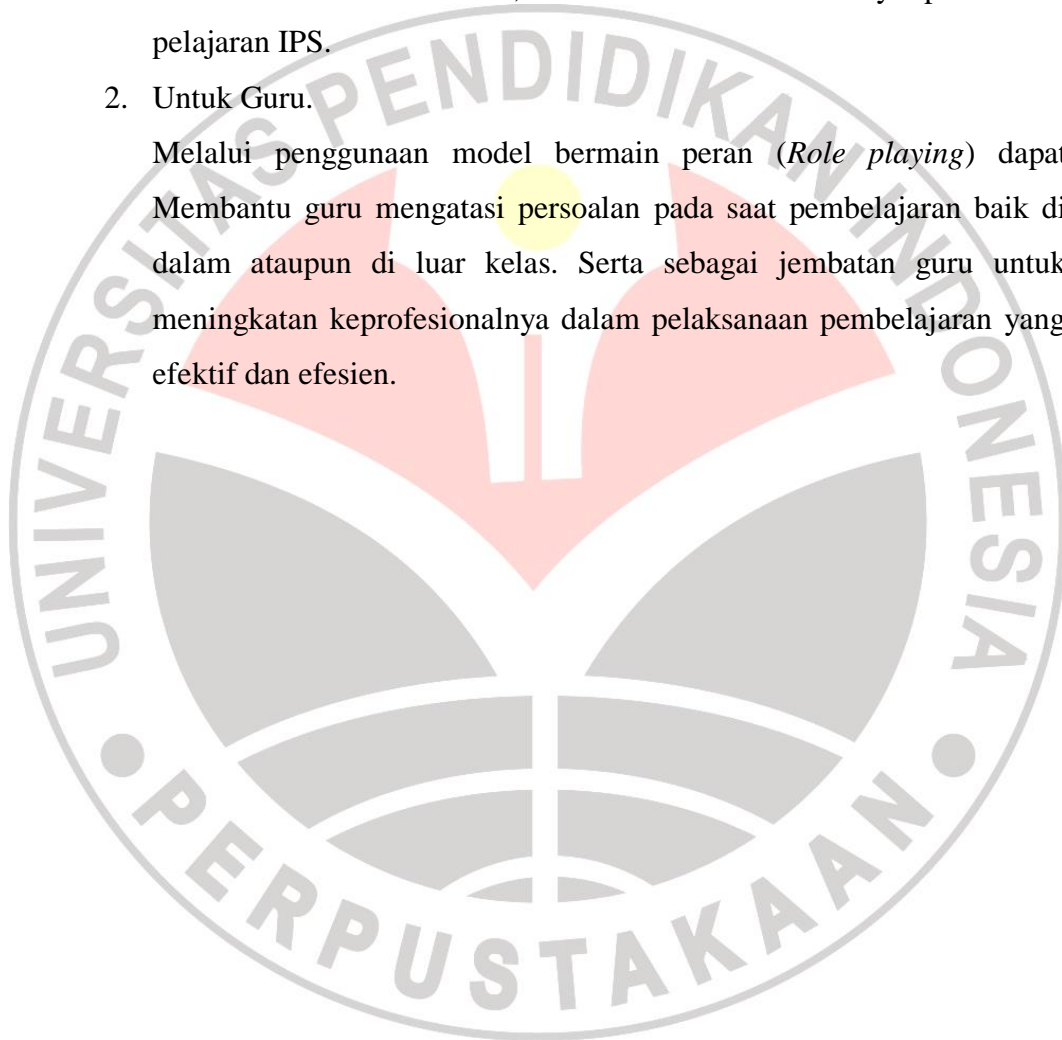 pelajaran IPS.
2. Untuk Guru.
Melalui penggunaan model bermain peran (Role playing) dapat
Membantu guru mengatasi persoalan pada saat pembelajaran baik di
dalam ataupun di luar kelas. Serta sebagai jembatan guru untuk
meningkatan keprofesionalnya dalam pelaksanaan pembelajaran yang
efektif dan efesien.
UNIVERSITAS PENDIDIKAN INDONESIA
PERPUSTAKAAN